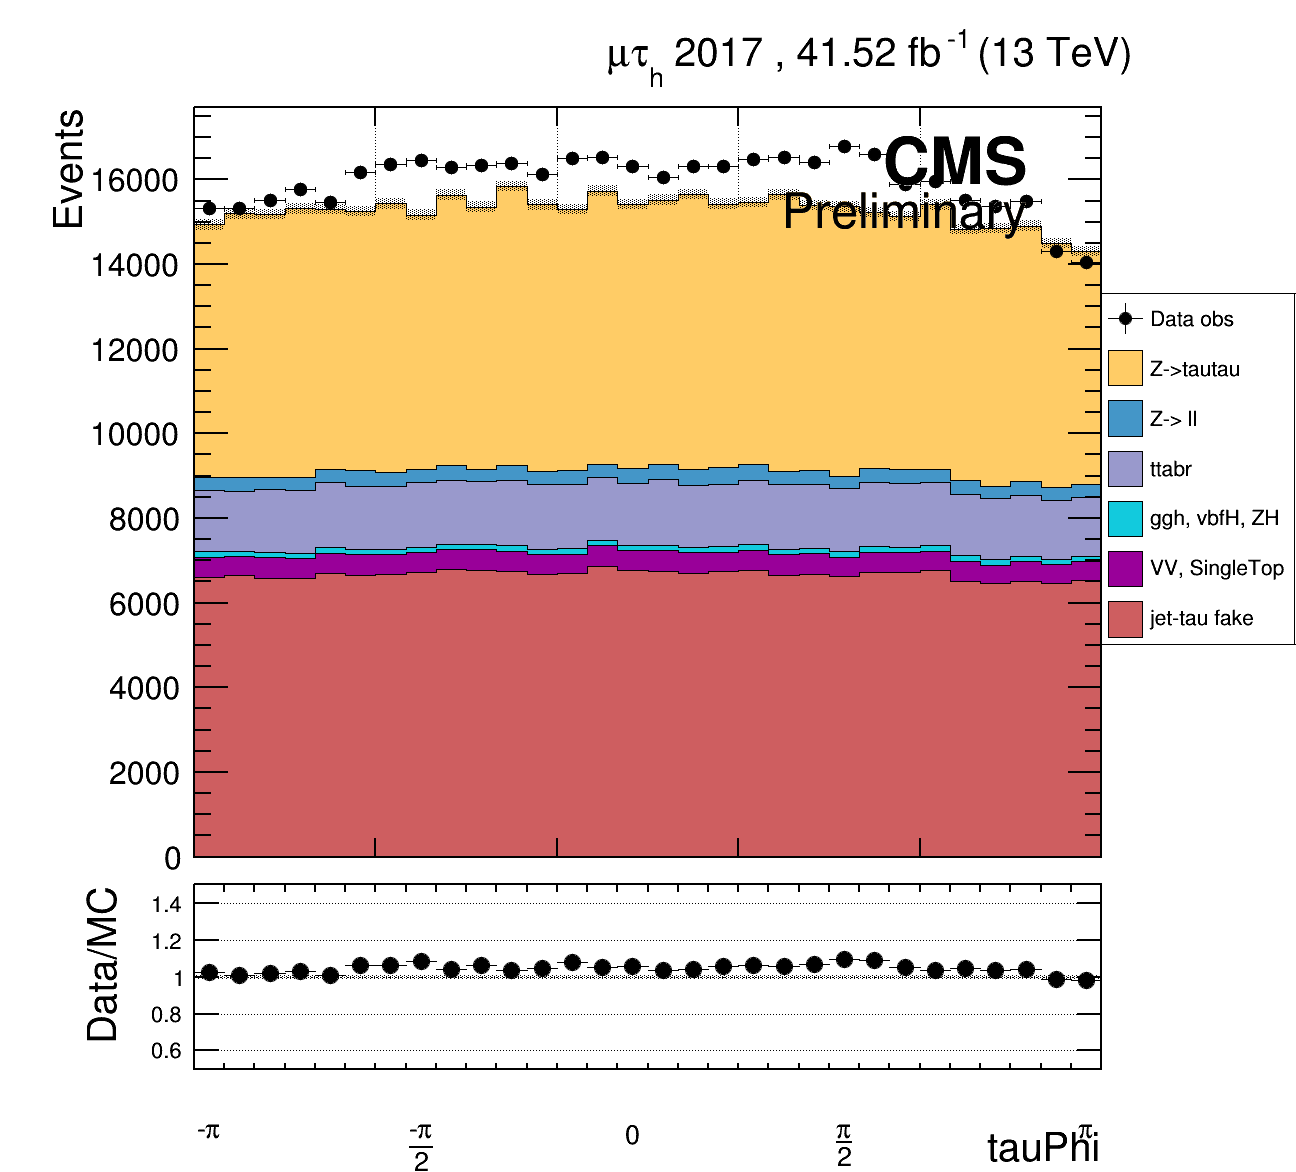 μτh 2017 , 41.52 fb-1 (13 TeV)
Events
CMS
Preliminary
16000
14000
12000
10000
8000
6000
4000
2000
0
Data obs
Z->tautau
Z-> ll
ttabr
ggh, vbfH, ZH
VV, SingleTop
jet-tau fake
Data/MC
1.4
1.2
1
0.8
0.6
-π
-π/2
0
π/2
π
tauPhi